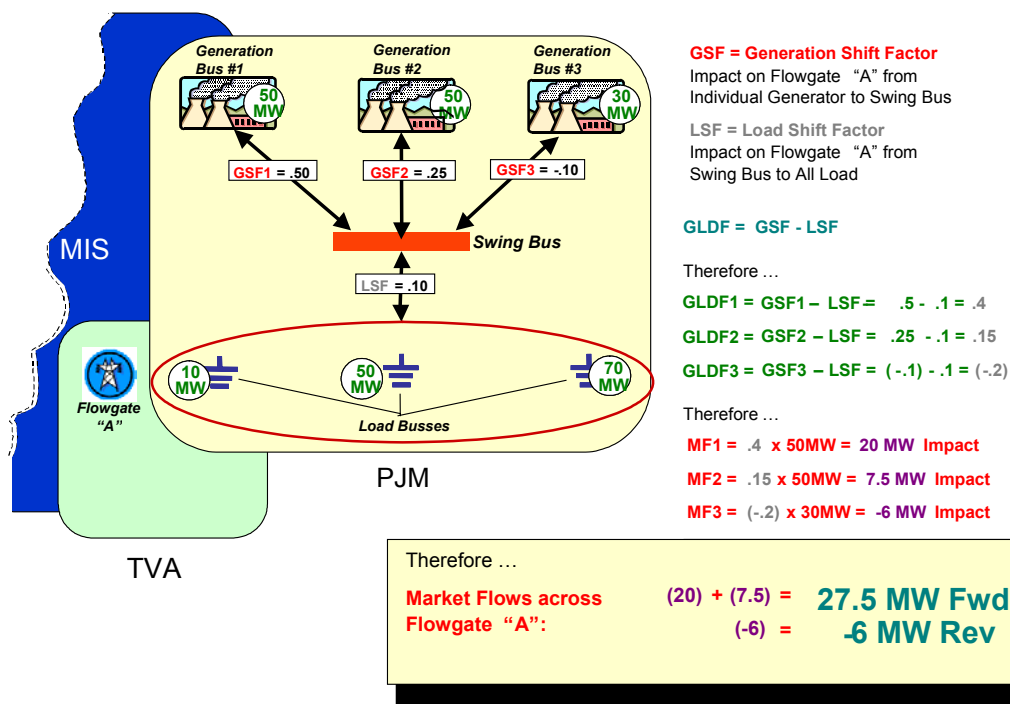 Generation
Bus #1
Generation
Bus #2
Generation
Bus #3
50
MW
50
MW
30
MW
GSF1 = .50
GSF2 = .25
GSF3 = -.10
Swing Bus
LSF = .10
MIS
10
MW
50
MW
70
MW
Load Busses
Flowgate
“A”
PJM
TVA
GSF = Generation Shift Factor
Impact on Flowgate “A” from
Individual Generator to Swing Bus
LSF = Load Shift Factor
Impact on Flowgate “A” from
Swing Bus to All Load
GLDF = GSF - LSF
Therefore …
GLDF1 = GSF1 – LSF = .5 - .1 = .4
GLDF2 = GSF2 – LSF = .25 - .1 = .15
GLDF3 = GSF3 – LSF = (-.1) - .1 = (-.2)
Therefore …
MF1 = .4 x 50MW = 20 MW Impact
MF2 = .15 x 50MW = 7.5 MW Impact
MF3 = (-.2) x 30MW = -6 MW Impact
Therefore …
Market Flows across (20) + (7.5) = 27.5 MW Fwd
Flowgate “A”: (-6) = -6 MW Rev